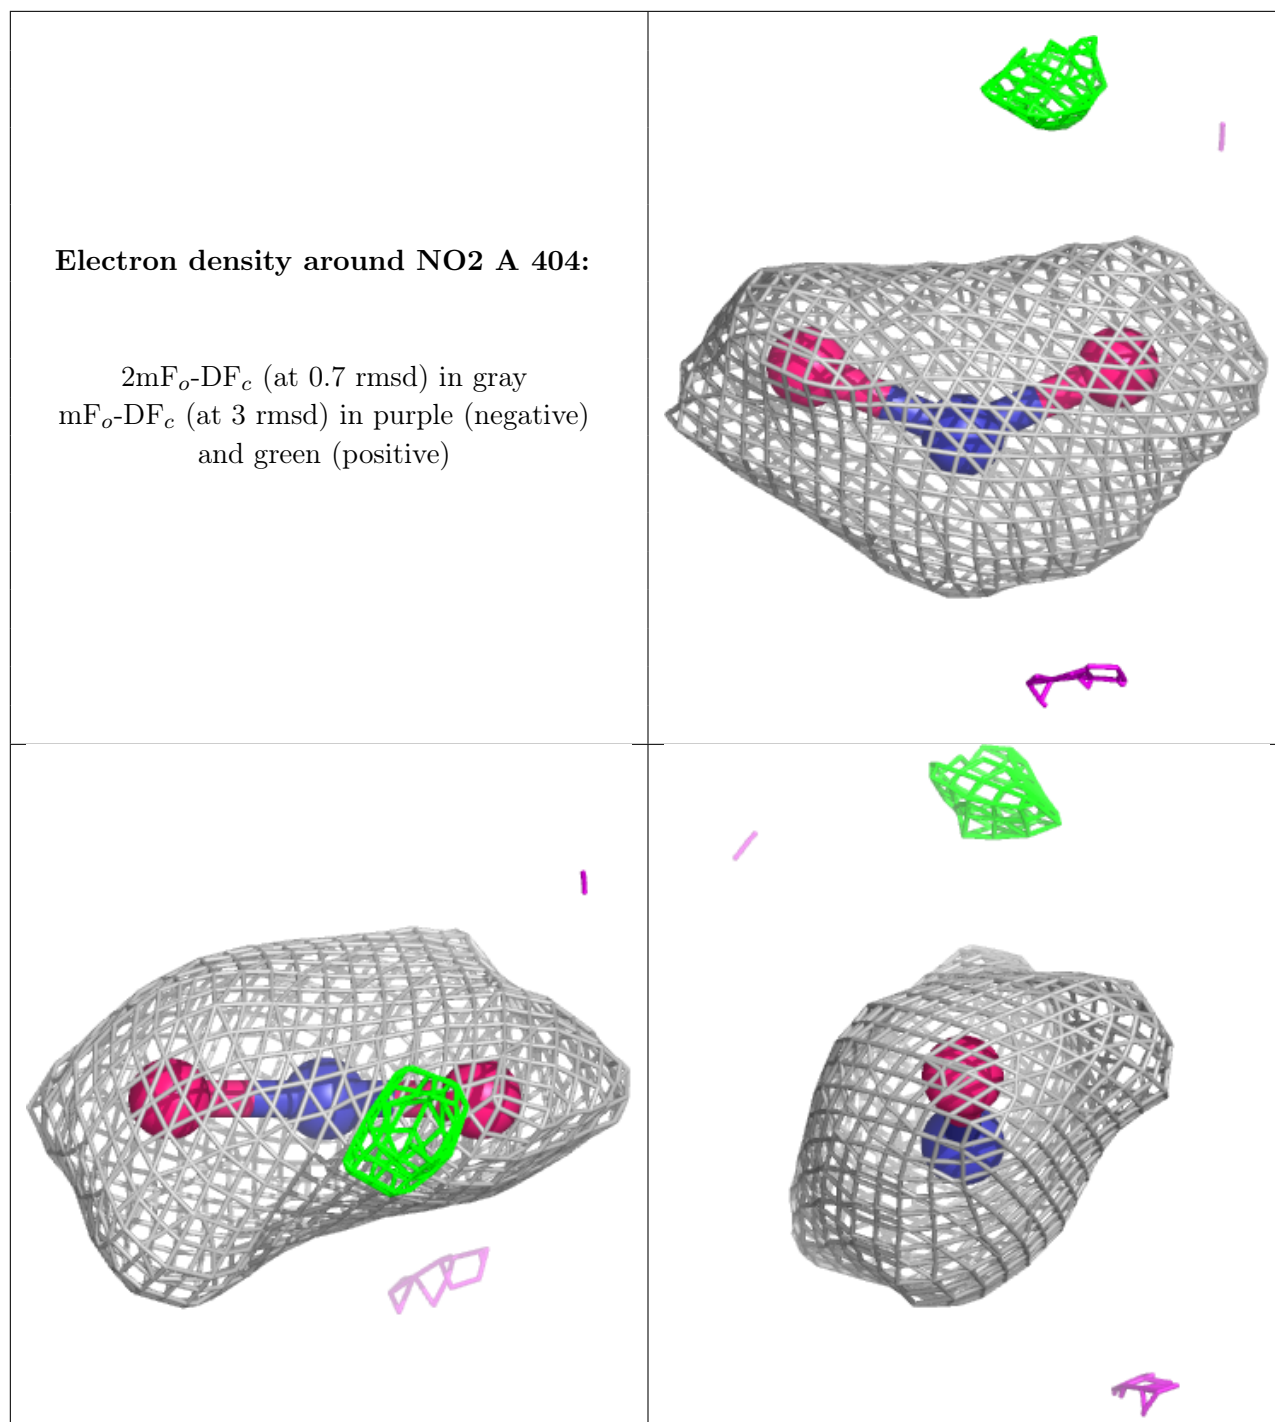 Electron density around NO2 A 404:
2mFo-DFc (at 0.7 rmsd) in gray
mFo-DFc (at 3 rmsd) in purple (negative)
and green (positive)